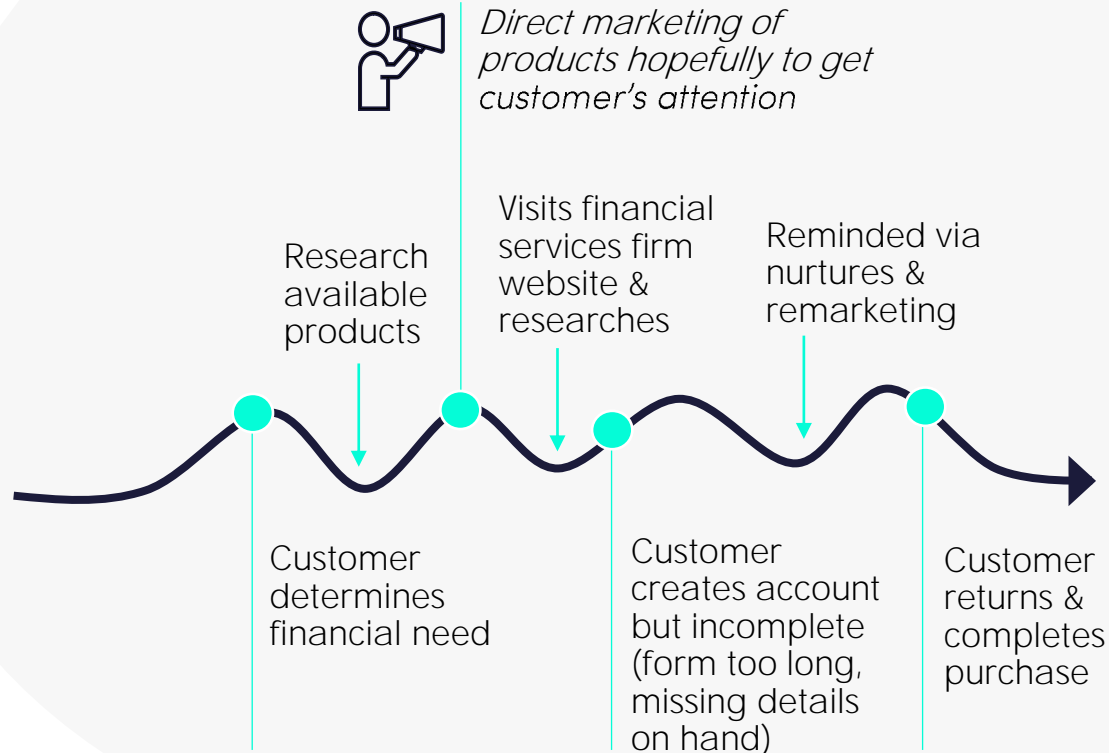 Direct marketing of
products hopefully to get
customer's attention
Research
available
products
Visits financial
services firm
website &
researches
Reminded via
nurtures &
remarketing
Customer
determines
financial need
Customer
creates account
but incomplete
(form too long,
missing details
on hand)
Customer
returns &
completes
purchase